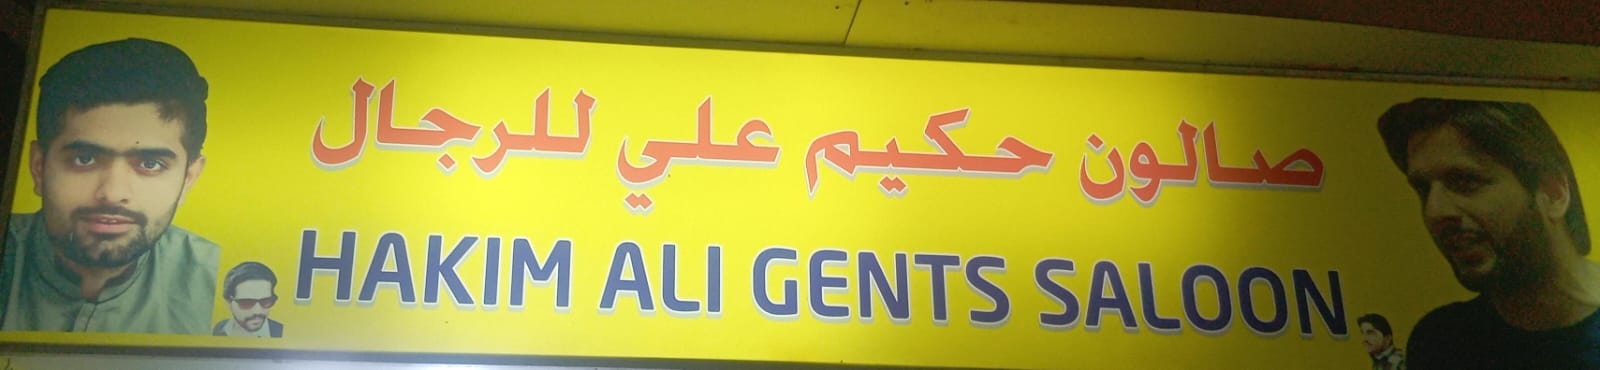 صالون حكيم علي للرجال
HAKIM ALI GENTS SALOON